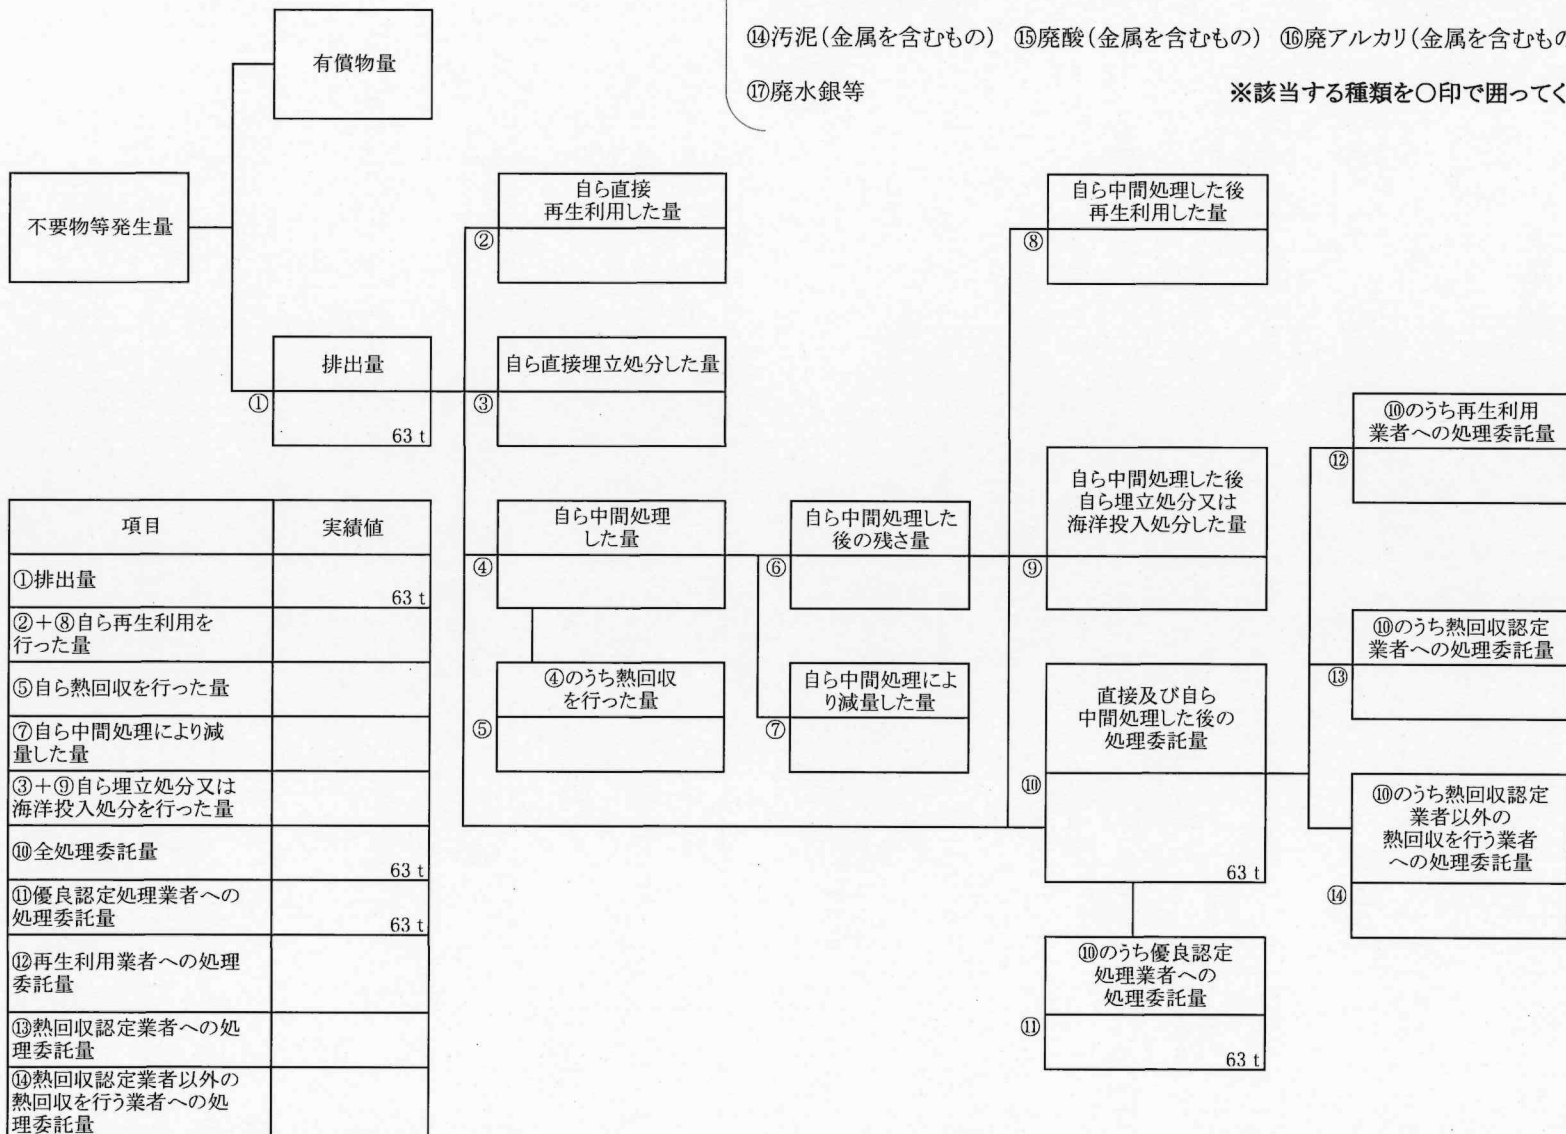 ⑭汚泥(金属を含むもの) ⑮廃酸(金属を含むもの) ⑯廃アルカリ(金属を含むもの
⑰廃水銀等
※該当する種類を○印で囲ってく
有償物量
不要物等発生量
排出量
①
63 t
自ら直接
再生利用した量
②
自ら直接埋立処分した量
③
自ら中間処理
した量
④
④のうち熱回収
を行った量
⑤
自ら中間処理した
後の残さ量
⑥
自ら中間処理によ
り減量した量
⑦
自ら中間処理した後
再生利用した量
⑧
自ら中間処理した後
自ら埋立処分又は
海洋投入処分した量
⑨
直接及び自ら
中間処理した後の
処理委託量
⑩
63 t
⑩のうち優良認定
処理業者への
処理委託量
⑪
63 t
⑩のうち再生利用
業者への処理委託量
⑫
⑩のうち熱回収認定
業者への処理委託量
⑬
⑩のうち熱回収認定
業者以外の
熱回収を行う業者
への処理委託量
⑭
項目 実績値
①排出量
63 t
②+⑧自ら再生利用を
行った量
⑤自ら熱回収を行った量
⑦自ら中間処理により減
量した量
③+⑨自ら埋立処分又は
海洋投入処分を行った量
⑩全処理委託量
63 t
⑪優良認定処理業者への
処理委託量
63 t
⑫再生利用業者への処理
委託量
⑬熱回収認定業者への処
理委託量
⑭熱回収認定業者以外の
熱回収を行う業者への処
理委託量